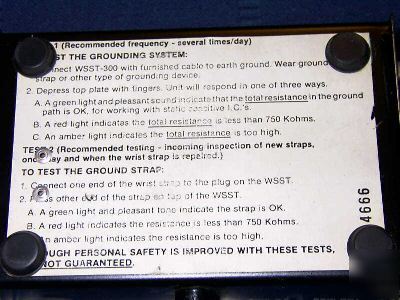 1 (Recommended frequency - several times/day)
ST THE GROUNDING SYSTEM:
nnect WSST-300 with furnished cable to earth ground. Wear ground
strap or other type of grounding device.
2. Depress top plate with fingers. Unit will respond in one of three ways.
A. A green light and pleasant sound indicate that the total resistance in the ground
path is OK, for working with static sensitive I.C.'s.
B. A red light indicates the total resistance is less than 750 Kohms.
C. An amber light indicates the total resistance is too high.
TEST 2 (Recommended testing - incoming inspection of new straps,
once/day and when the wrist strap is repaired.)
TO TEST THE GROUND STRAP:
1. Connect one end of the wrist strap to the plug on the WSST.
2. Press other end of the strap on top of the WSST.
A. A green light and pleasant tone indicate the strap is OK.
B. A red light indicates the resistance is less than 750 Kohms.
An amber light indicates the resistance is too high.
OUGH PERSONAL SAFETY IS IMPROVED WITH THESE TESTS,
NOT GUARANTEED.
4666